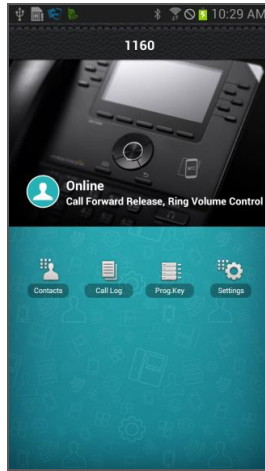 10:29 AM
1160
Online
Call Forward Release, Ring Volume Control
Contacts
Call Log
Prog.Key
Settings